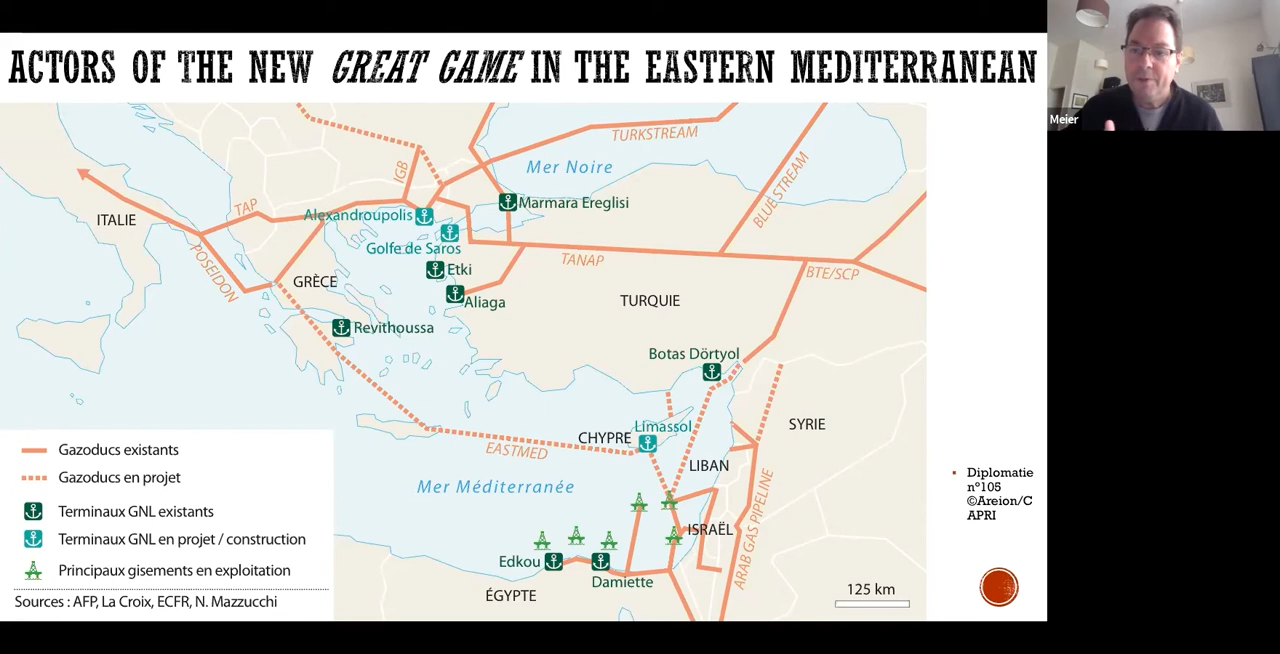 ACTORS OF THE NEW GREAT GAME IN THE EASTERN MEDITERRANEAN
Meier
TURKSTREAM
Mer Noire
IGB
BLUE STREAM
Marmara Ereglisi
TAP
Alexandroupolis
ITALIE
Golfe de Saros
TANAP
POSEIDON
Etki
BTE/SCP
GRÈCE
TURQUIE
Aliaga
Revithoussa
Botas Dörtyol
SYRIE
Limassol
CHYPRE
EASTMED
LIBAN
Mer Méditerranée
ISRAËL
ARAB GAS PIPELINE
Edkou
Damiette
ÉGYPTE
125 km
Gazoducs existants
Gazoducs en projet
Terminaux GNL existants
Terminaux GNL en projet / construction
Principaux gisements en exploitation
Sources : AFP, La Croix, ECFR, N. Mazzucchi
▪ Diplomatie
n°105
©Areion/C
APRI